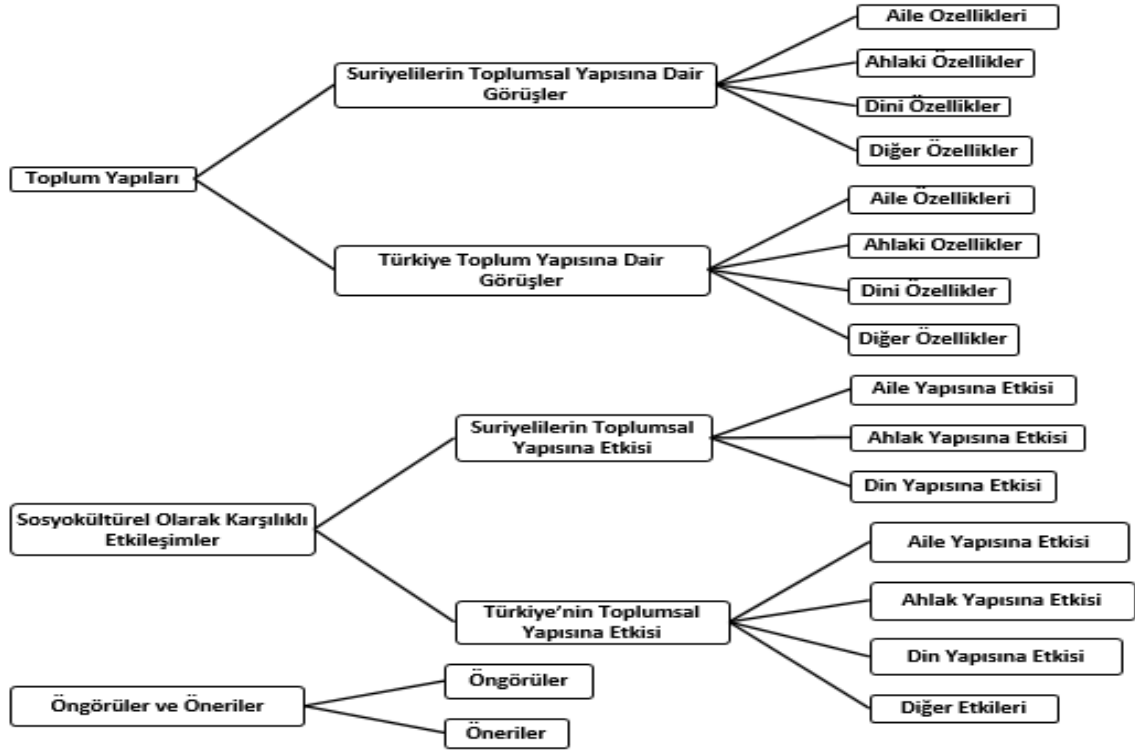 Toplum Yapıları
Suriyelilerin Toplumsal Yapısına Dair
Görüşler
Aile Ozellikleri
Ahlaki Özellikler
Dini Özellikler
Diğer Özellikler
Türkiye Toplum Yapısına Dair
Görüşler
Aile Özellikleri
Ahlaki Ozellikler
Dini Özellikler
Diğer Özellikler
Sosyokültürel Olarak Karşılıklı
Etkileşimler
Suriyelilerin Toplumsal
Yapısına Etkisi
Aile Yapısına Etkisi
Ahlak Yapısına Etkisi
Din Yapısına Etkisi
Türkiye’nin Toplumsal
Yapısına Etkisi
Aile Yapısına Etkisi
Ahlak Yapısına Etkisi
Din Yapısına Etkisi
Diğer Etkileri
Öngörüler ve Öneriler
Öngörüler
Öneriler